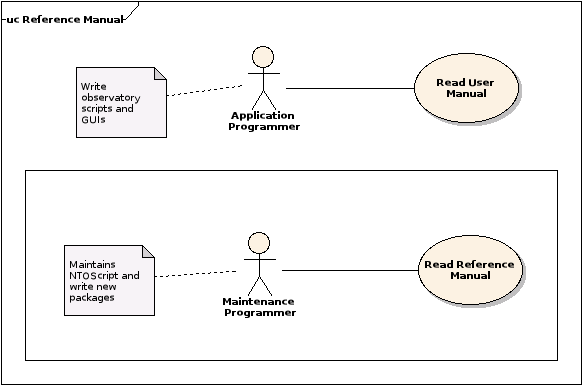 uc Reference Manual
Write
observatory
scripts and
GUIs
Application
Programmer
Read User
Manual
Maintains
NTOScript and
write new
packages
Maintenance
Programmer
Read Reference
Manual